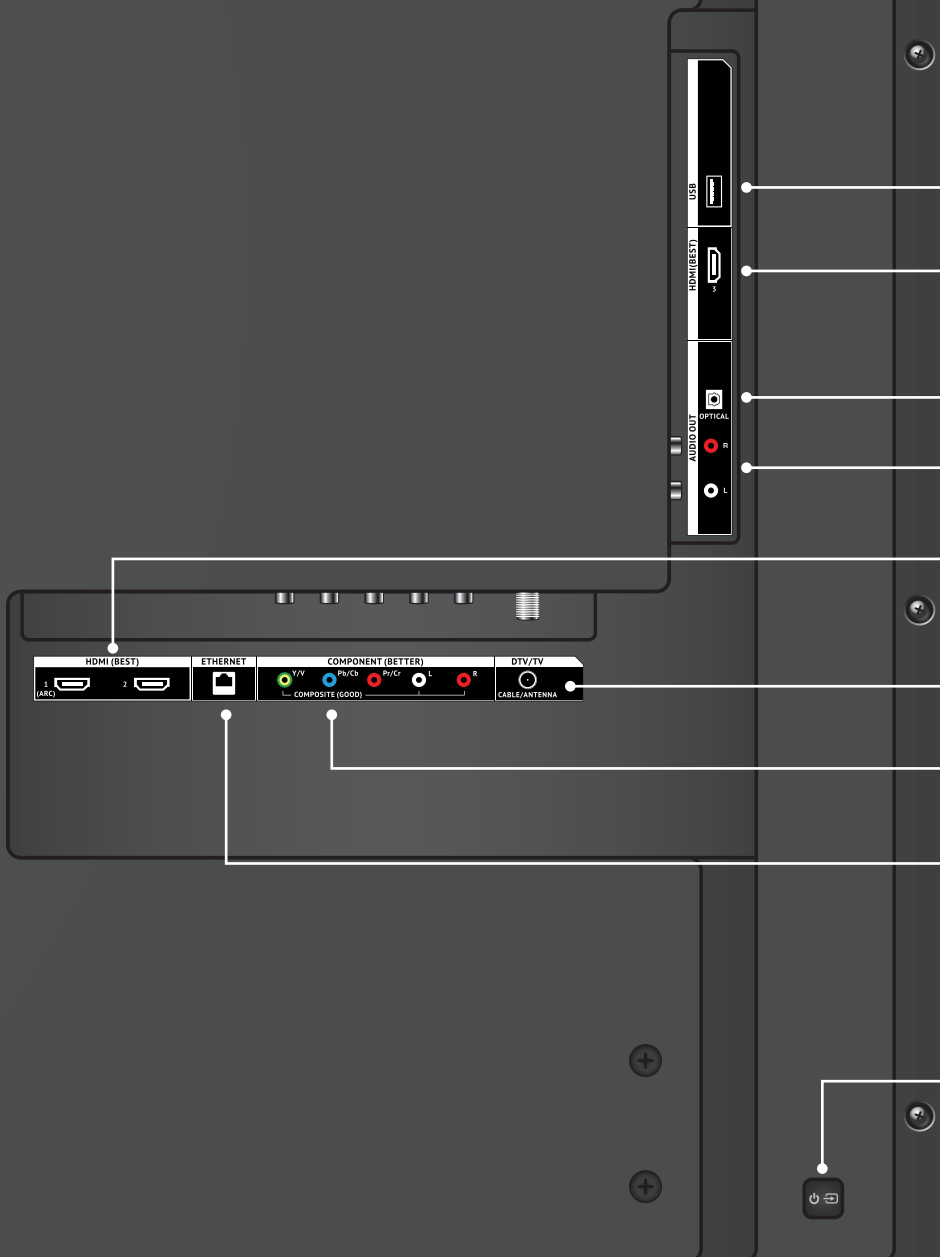 USB
HDMI(BEST)
3
OPTICAL
AUDIO OUT
R
L
HDMI (BEST)
1
(ARC)
2
ETHERNET
COMPONENT (BETTER)
Y/V
Pb/Cb
Pr/Cr
L
R
COMPOSITE (GOOD)
DTV/TV
CABLE/ANTENNA